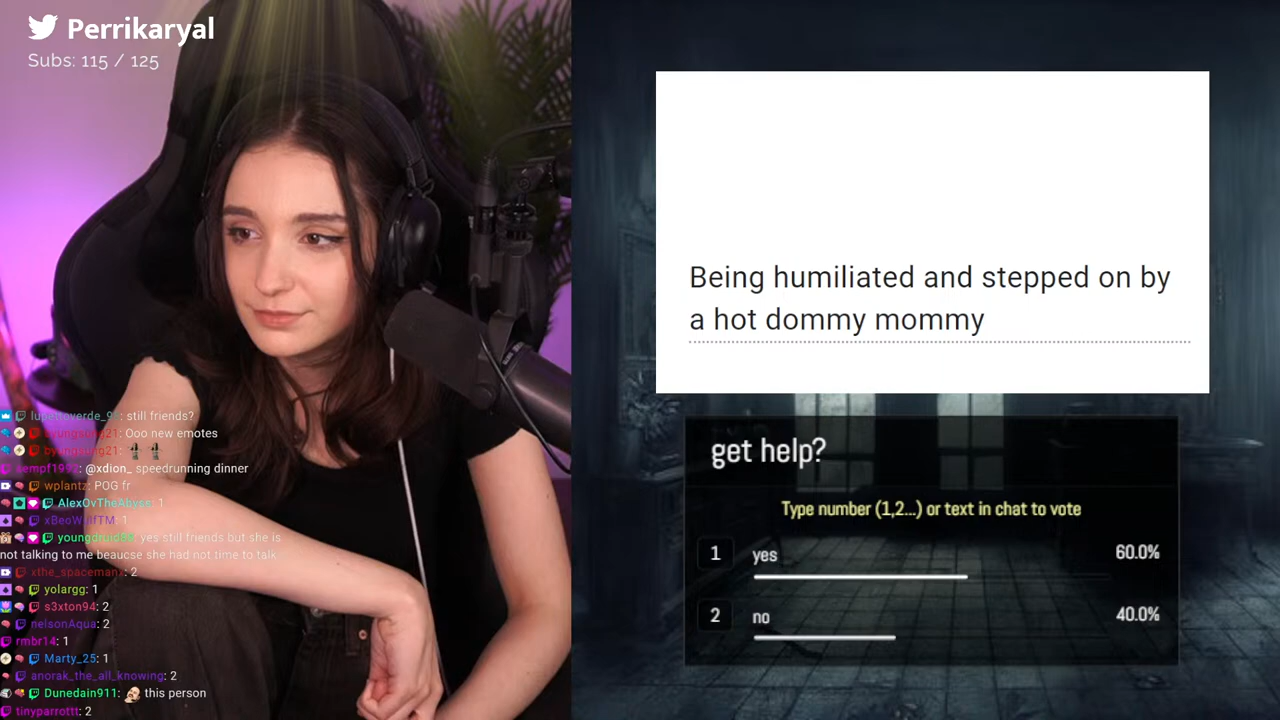 Perrikaryal
Subs: 115 / 125
Being humiliated and stepped on by
a hot dommy mommy
get help?
Type number (1,2...) or text in chat to vote
1 yes 60.0%
2 no 40.0%
: still friends?
: Ooo new emotes
sempf1992: @xdion_ speedrunning dinner
wplantz: POG fr
AlexOvTheAbyss: 1
: 1
: yes still friends but she is
not talking to me beaucse she had not time to talk
xthe_spacemanx: 2
yolargg: 1
s3xton94: 2
nelsonAqua: 2
rmbr14: 1
Marty_25: 1
anorak_the_all_knowing: 2
Dunedain911: this person
tinyparrottt: 2